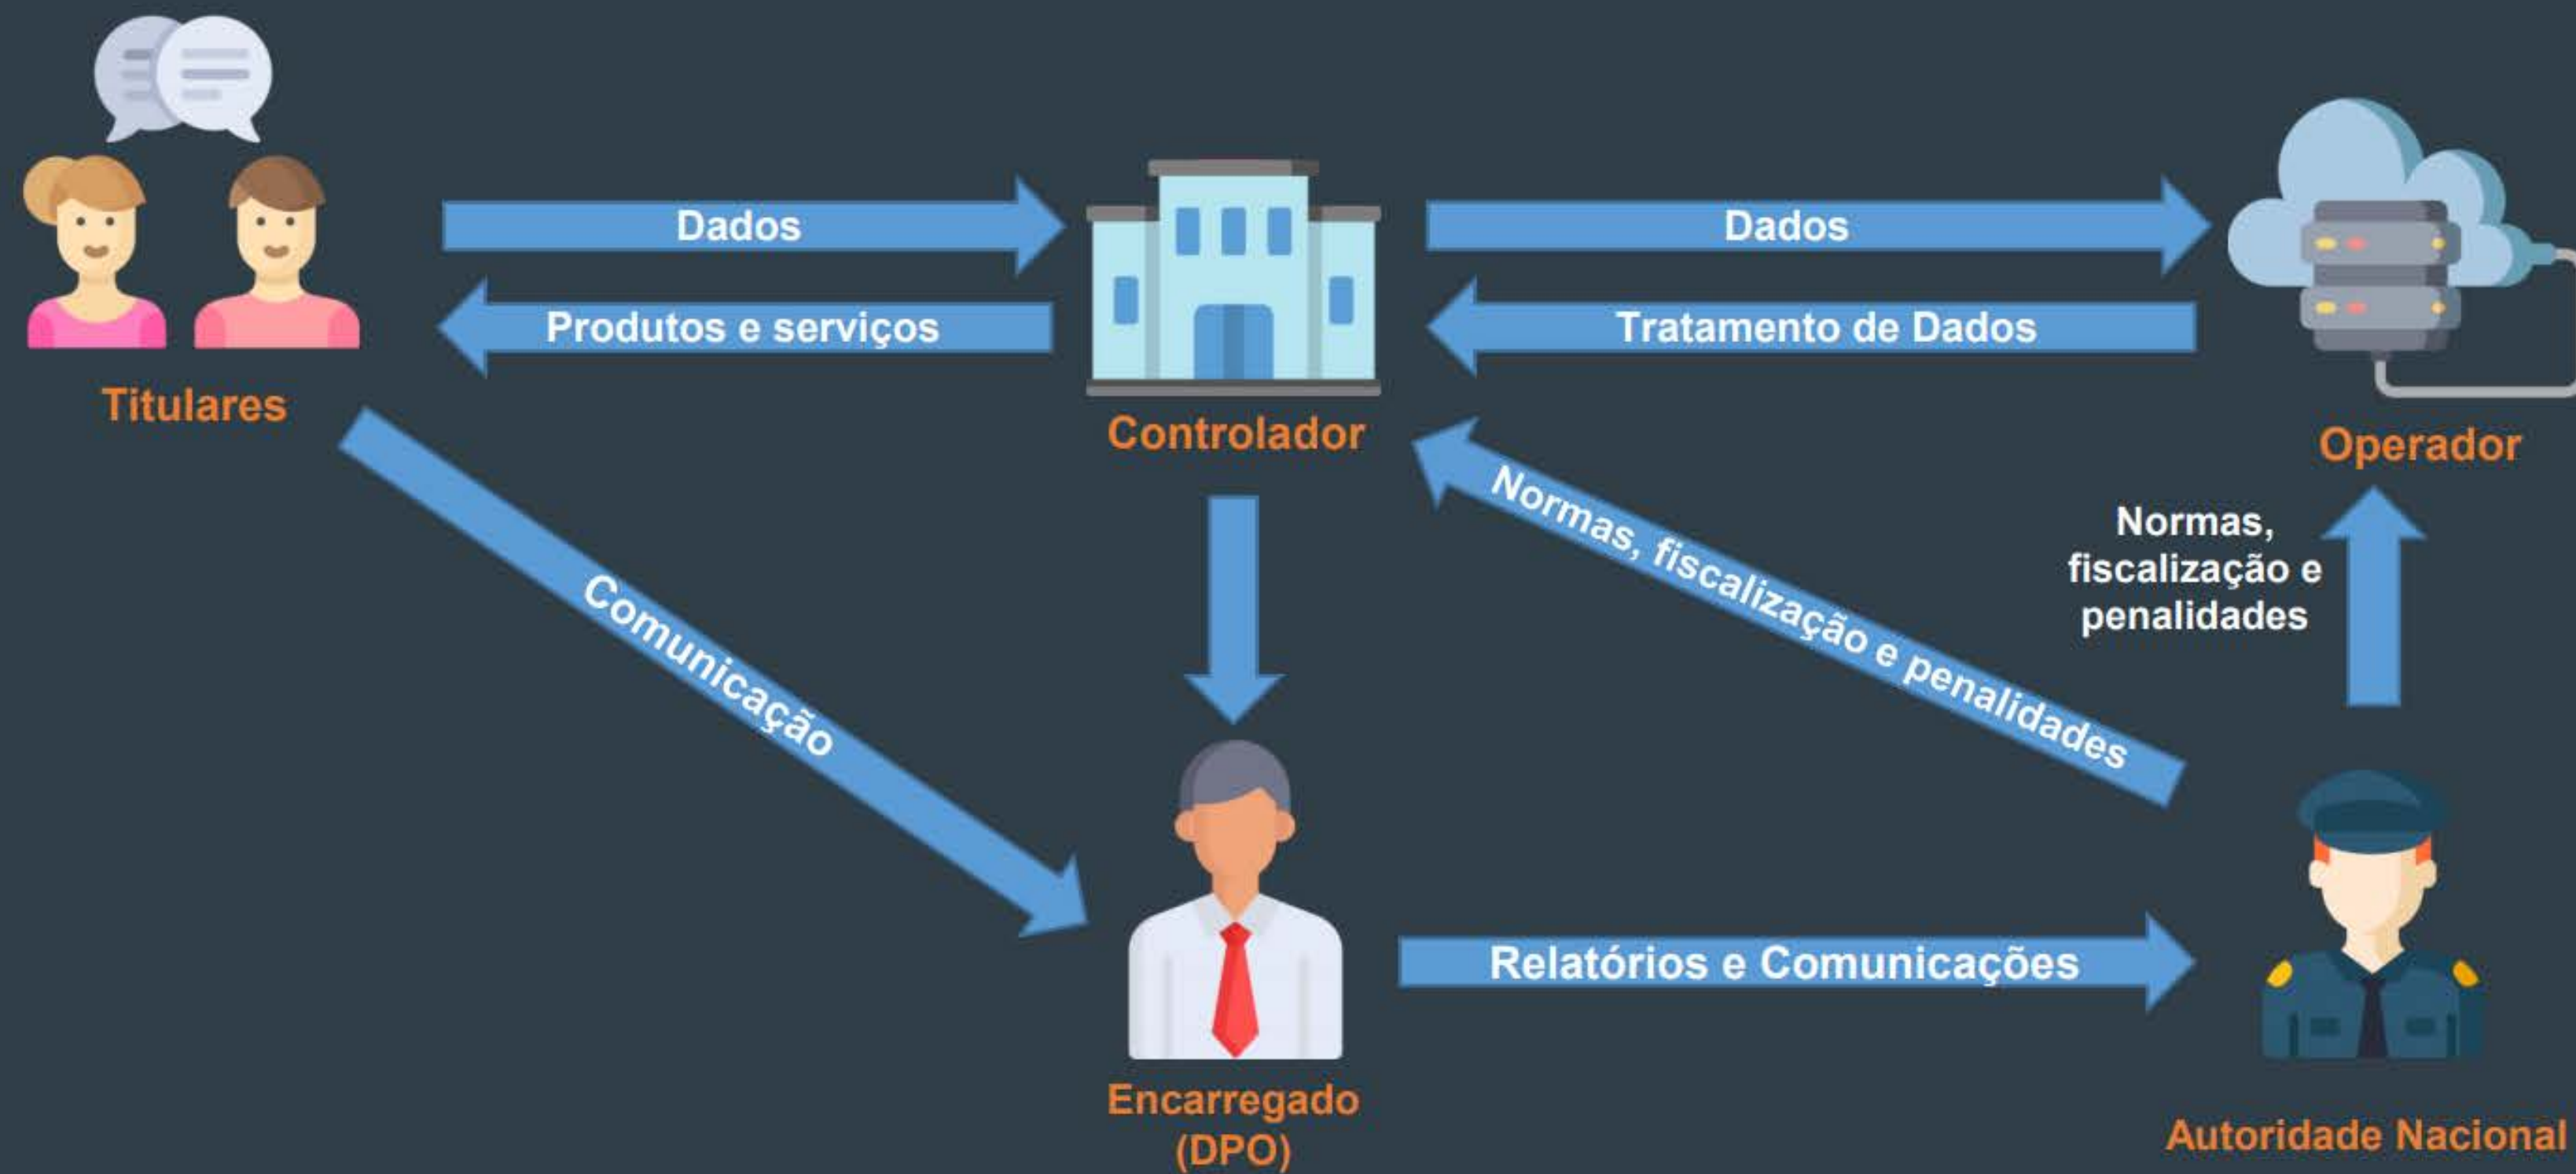 Dados
Dados
Produtos e serviços
Tratamento de Dados
Titulares
Controlador
Operador
Normas, fiscalização e penalidades
Normas,
fiscalização e
penalidades
Comunicação
Relatórios e Comunicações
Encarregado
(DPO)
Autoridade Nacional